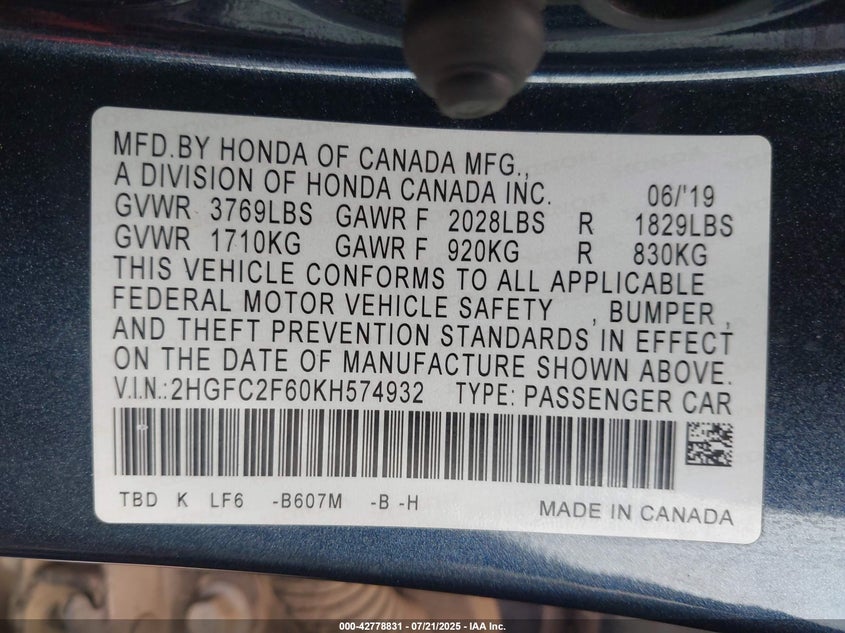 MFD.BY HONDA OF CANADA MFG.,
A DIVISION OF HONDA CANADA INC. 06/'19
GVWR 3769LBS GAWR F 2028LBS R 1829LBS
GVWR 1710KG GAWR F 920KG R 830KG
THIS VEHICLE CONFORMS TO ALL APPLICABLE
FEDERAL MOTOR VEHICLE SAFETY , BUMPER ,
AND THEFT PREVENTION STANDARDS IN EFFECT
ON THE DATE OF MANUFACTURE SHOWN ABOVE.
V.I.N.:2HGFC2F60KH574932 TYPE: PASSENGER CAR
TBD K LF6 -B607M -B -H MADE IN CANADA
000-42778831 - 07/21/2025 - IAA Inc.